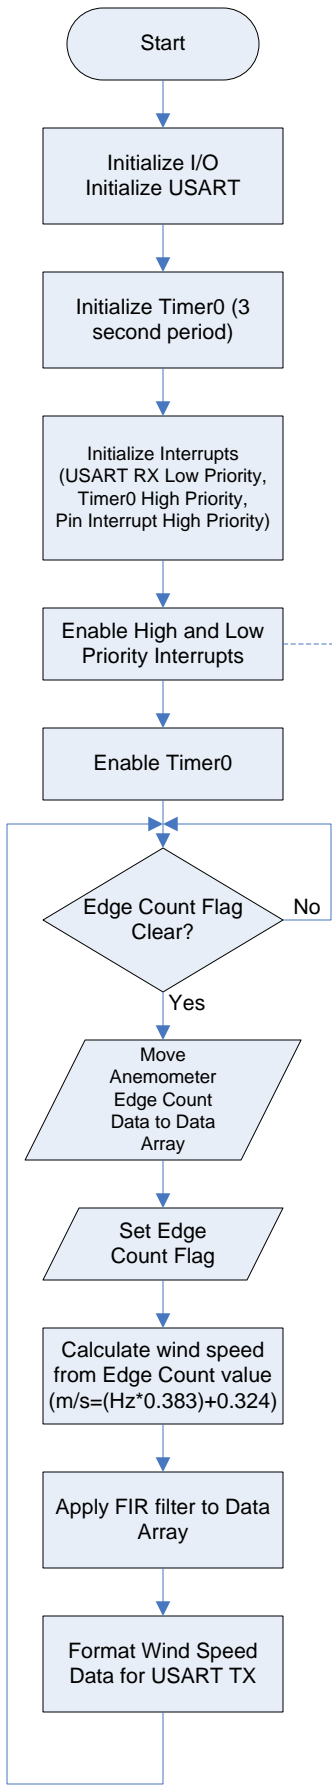 Start
Initialize I/O
Initialize USART
Initialize Timer0 (3
second period)
Initialize Interrupts
(USART RX Low Priority,
Timer0 High Priority,
Pin Interrupt High Priority)
Enable High and Low
Priority Interrupts
Enable Timer0
Edge Count Flag
Clear?
No
Yes
Move
Anemometer
Edge Count
Data to Data
Array
Set Edge
Count Flag
Calculate wind speed
from Edge Count value
(m/s=(Hz*0.383)+0.324)
Apply FIR filter to Data
Array
Format Wind Speed
Data for USART TX